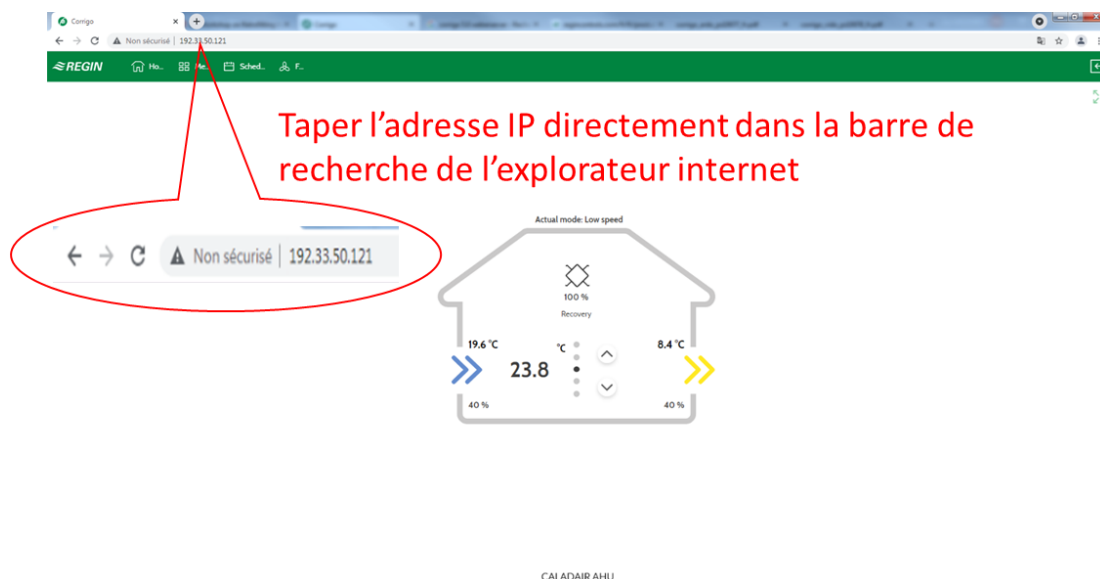 Corrigo
Corrigo
Non sécurisé | 192.33.50.121
REGIN Ho... Me... Sched... F...
Taper l’adresse IP directement dans la barre de
recherche de l’explorateur internet
Actual mode: Low speed
Non sécurisé | 192.33.50.121
100 %
Recovery
19.6 °C °C 8.4 °C
23.8
40 % 40 %
CALADAIR AHU